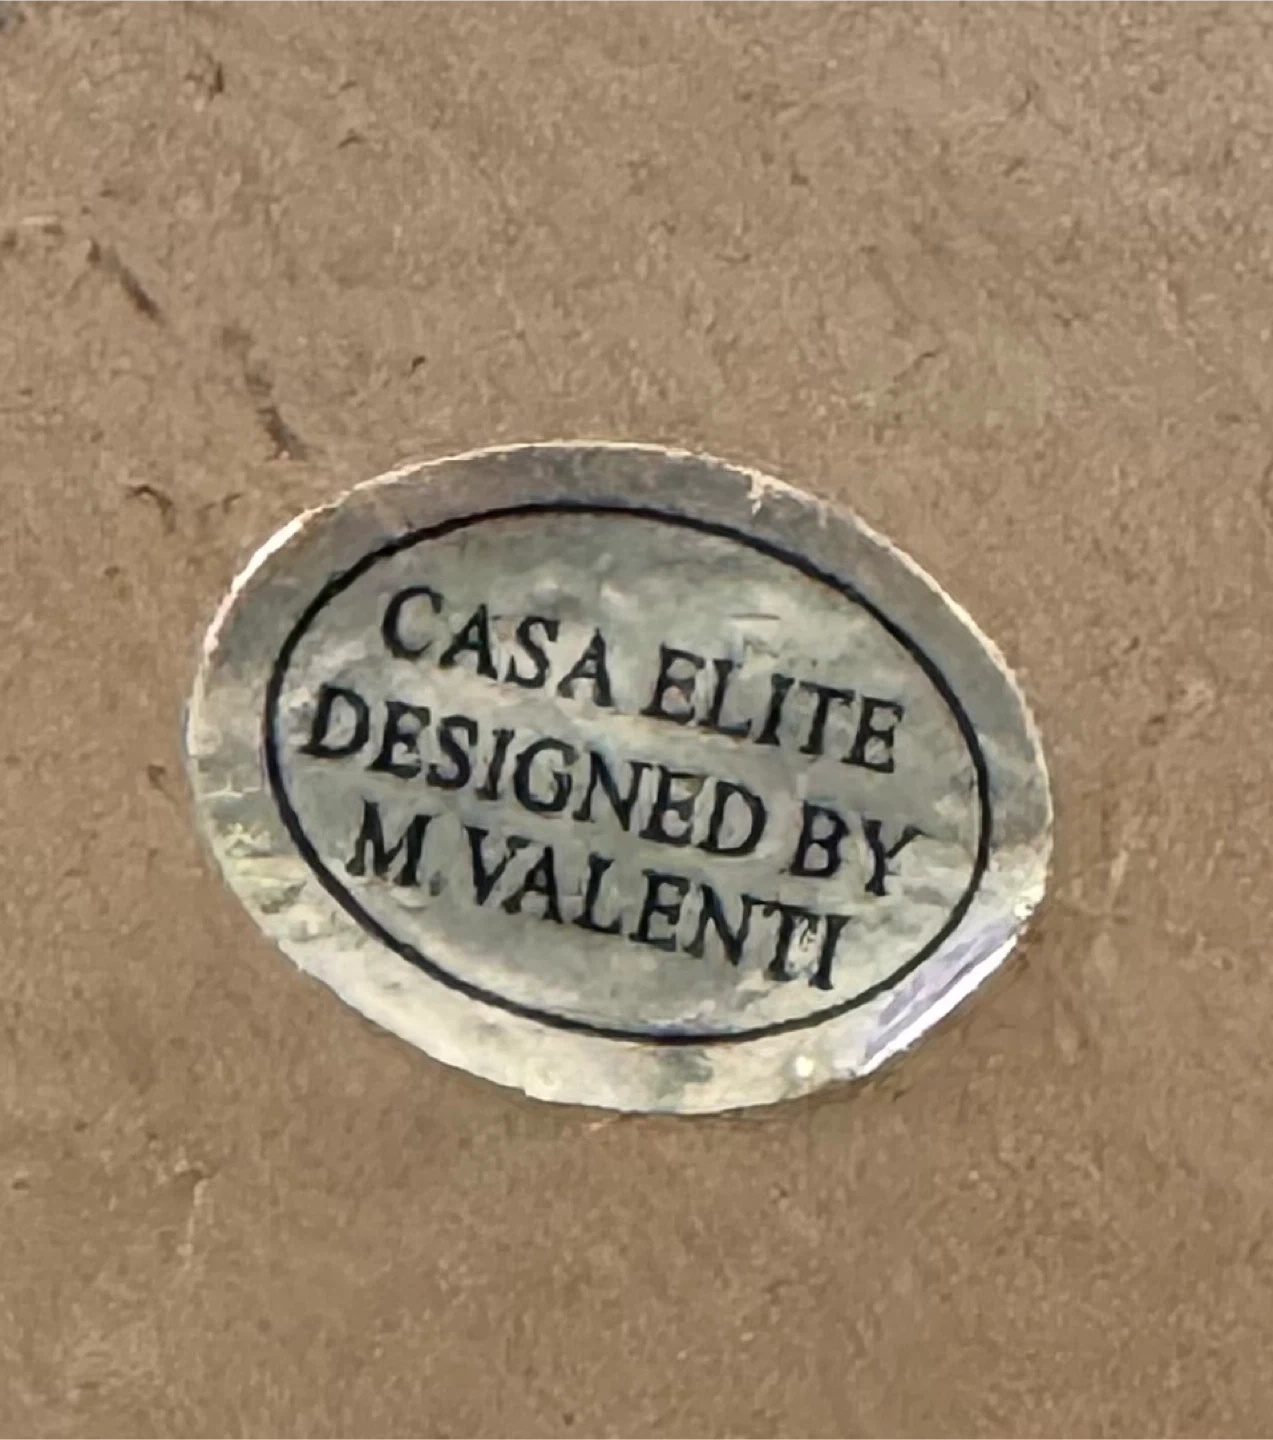 CASA ELITE
DESIGNED BY
M VALENTI